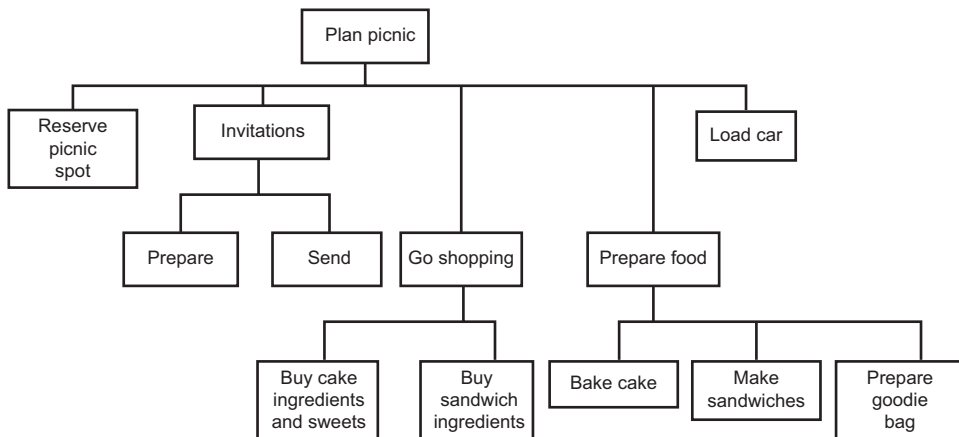 Plan picnic
Reserve
picnic
spot
Invitations
Load car
Prepare
Send
Go shopping
Prepare food
Buy cake
ingredients
and sweets
Buy
sandwich
ingredients
Bake cake
Make
sandwiches
Prepare
goodie
bag